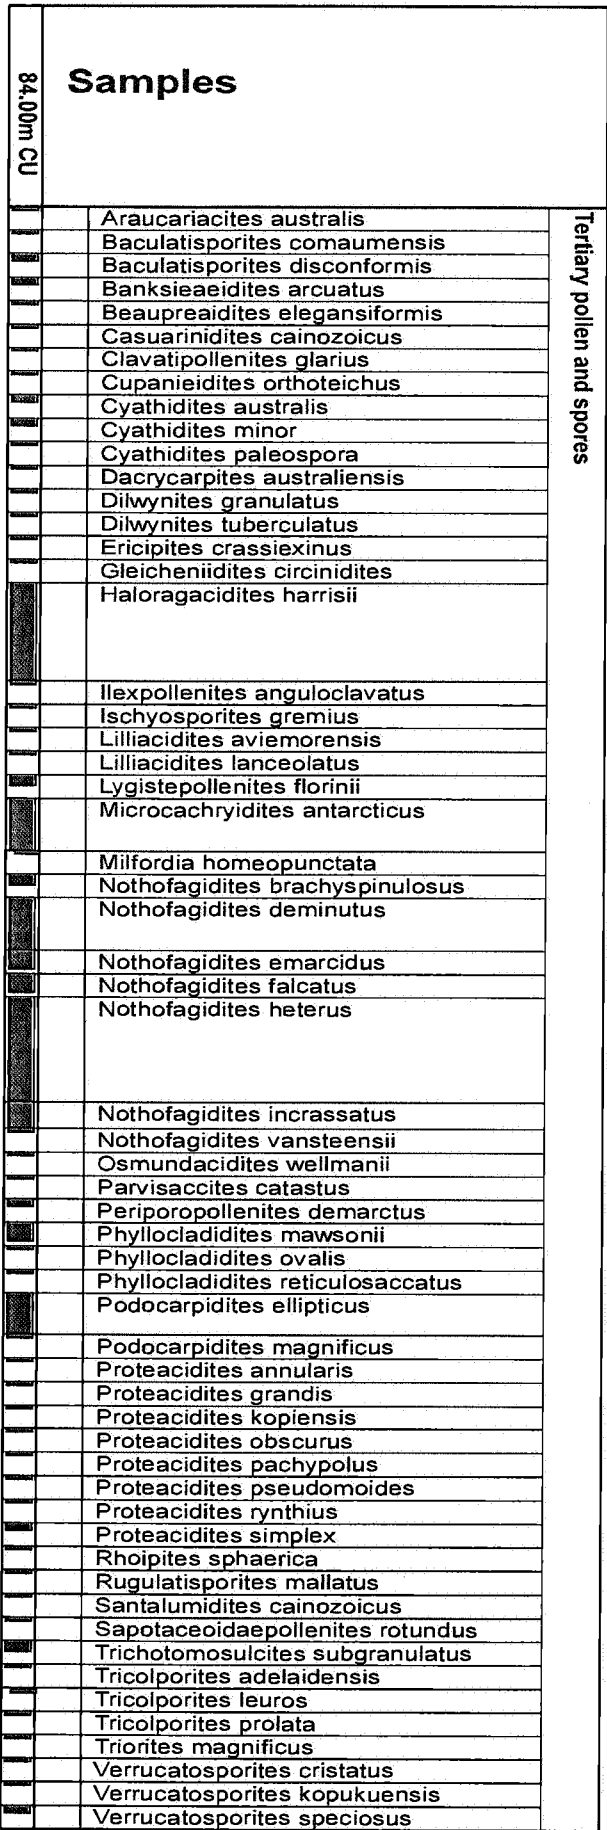 Samples
84.00m CU
Tertiary pollen and spores
Araucariacites australis
Baculatisporites comaumensis
Baculatisporites disconformis
Banksieaeidites arcuatus
Beaupreaidites elegansiformis
Casuarinidites cainozoicus
Clavatipollenites glarius
Cupanieidites orthoteichus
Cyathidites australis
Cyathidites minor
Cyathidites paleospora
Dacrycarpites australiensis
Dilwynites granulatus
Dilwynites tuberculatus
Ericipites crassiexinus
Gleicheniidites circinidites
Haloragacidites harrisii
Ilexpollenites anguloclavatus
Ischyosporites gremius
Lilliacidites aviemorensis
Lilliacidites lanceolatus
Lygistepollenites florinii
Microcachryidites antarcticus
Milfordia homeopunctata
Nothofagidites brachyspinulosus
Nothofagidites deminutus
Nothofagidites emarcidus
Nothofagidites falcatus
Nothofagidites heterus
Nothofagidites incrassatus
Nothofagidites vansteensii
Osmundacidites wellmanii
Parvisaccites catastus
Periporopollenites demarctus
Phyllocladidites mawsonii
Phyllocladidites ovalis
Phyllocladidites reticulosaccatus
Podocarpidites ellipticus
Podocarpidites magnificus
Proteacidites annularis
Proteacidites grandis
Proteacidites kopiensis
Proteacidites obscurus
Proteacidites pachypolus
Proteacidites pseudomoides
Proteacidites rynthius
Proteacidites simplex
Rhoipites sphaerica
Rugulatisporites mallatus
Santalumidites cainozoicus
Sapotaceoidaepollenites rotundus
Trichotomosulcites subgranulatus
Tricolporites adelaidensis
Tricolporites leuros
Tricolporites prolata
Triorites magnificus
Verrucatosporites cristatus
Verrucatosporites kopukuensis
Verrucatosporites speciosus